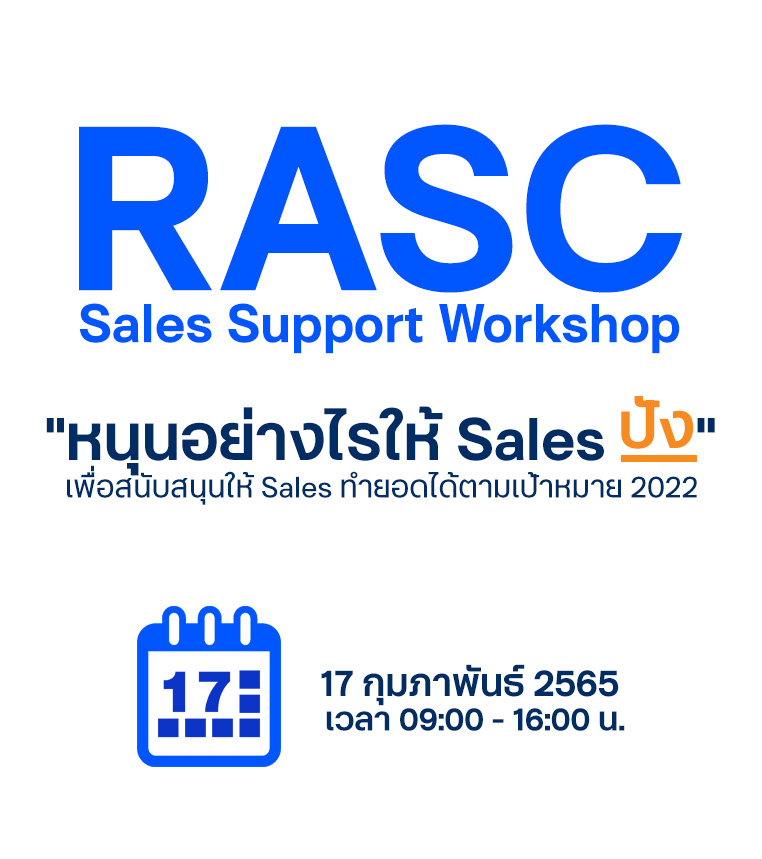 RASC
Sales Support Workshop
"หนุนอย่างไรให้ Sales ปัง"
เพื่อสนับสนุนให้ Sales ทำยอดได้ตามเป้าหมาย 2022
17
17 กุมภาพันธ์ 2565
เวลา 09:00 - 16:00 น.